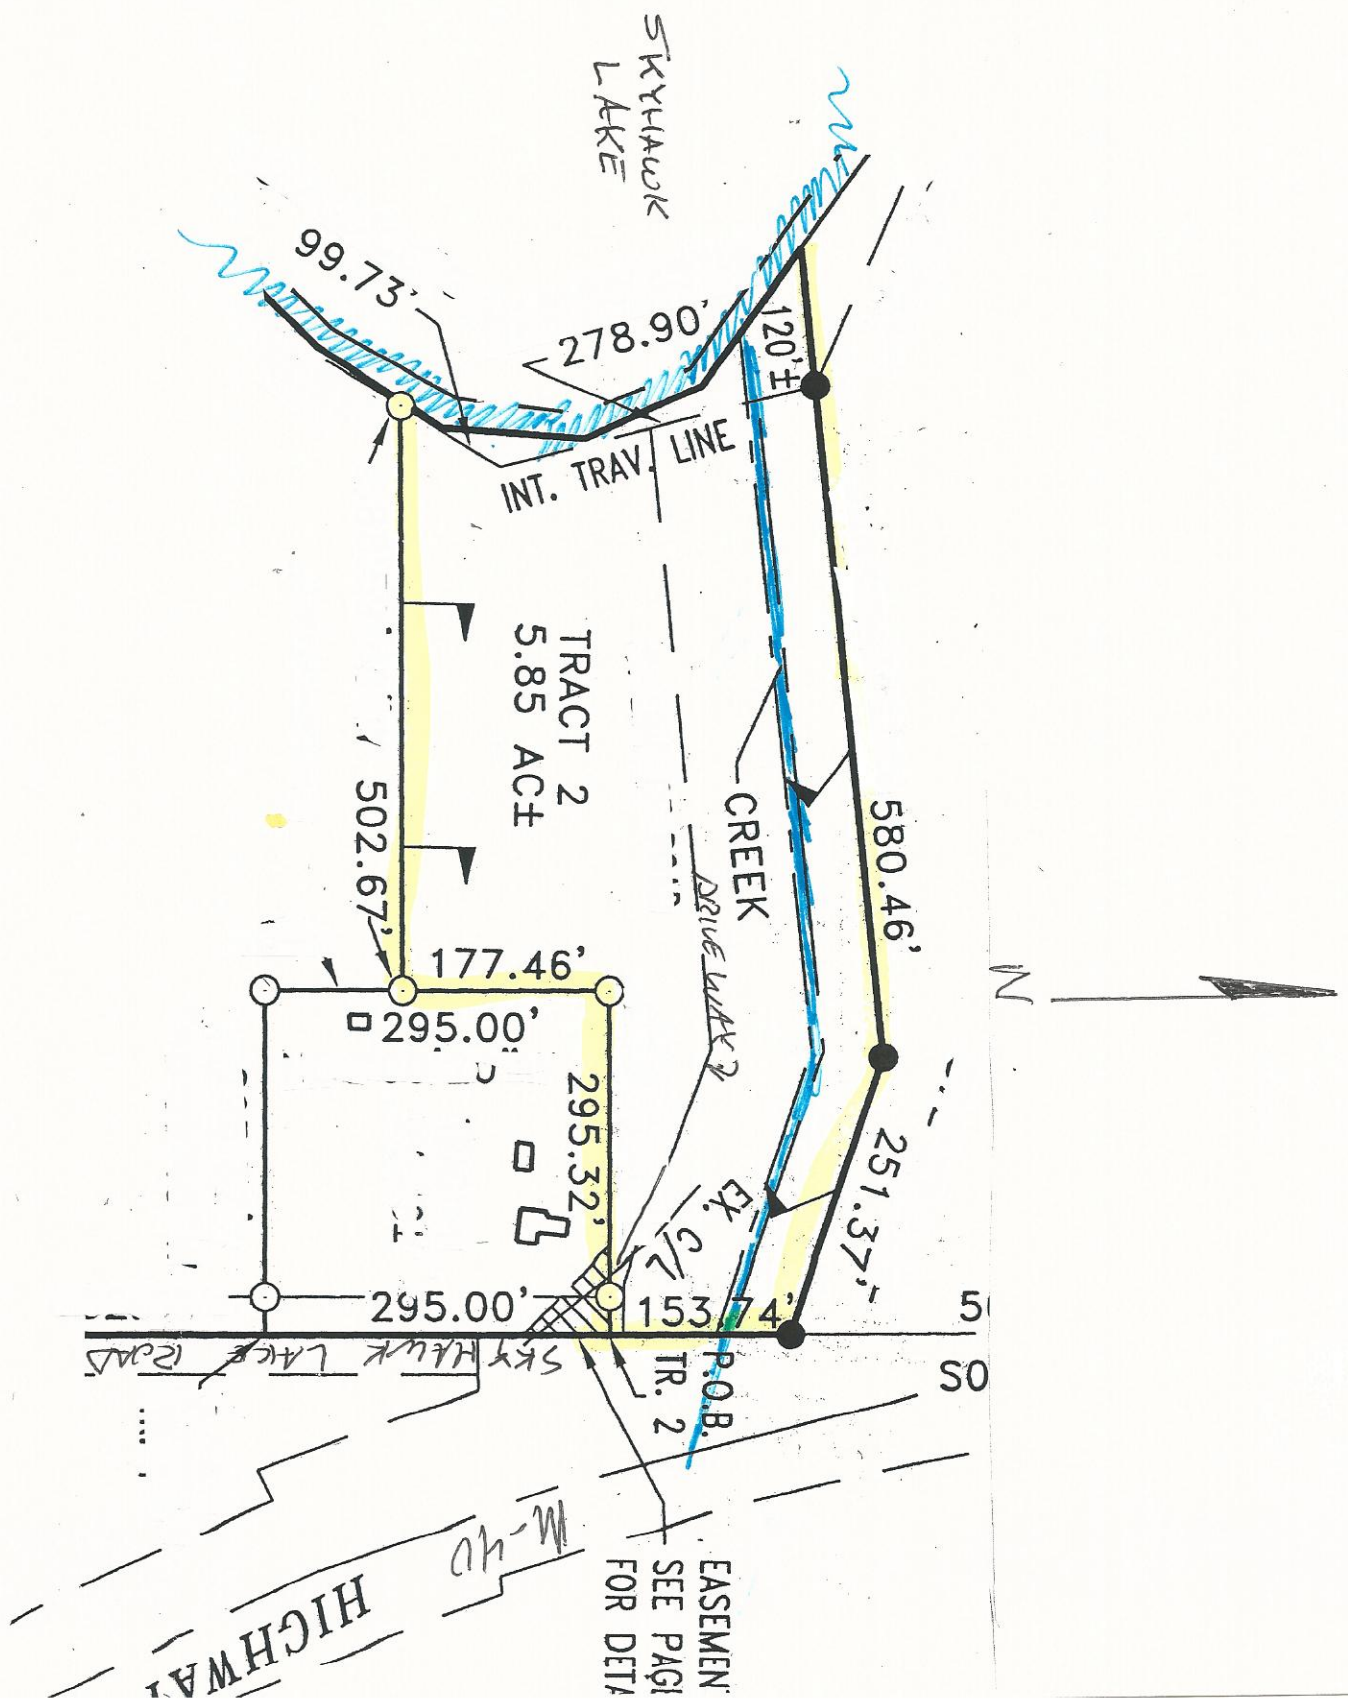 SKYHAWK
LAKE
99.73'
278.90'
120'±
INT. TRAV. LINE
TRACT 2
5.85 AC±
CREEK
580.46'
502.67'
DRIVEWAY
177.46'
N
295.00'
295.32'
251.37'
EX. C/L
295.00'
153.74'
SKY HAWK LAKE ROAD
P.O.B.
TR. 2
SO
M-40
HIGHWAY
EASEMEN
SEE PAG
FOR DETA